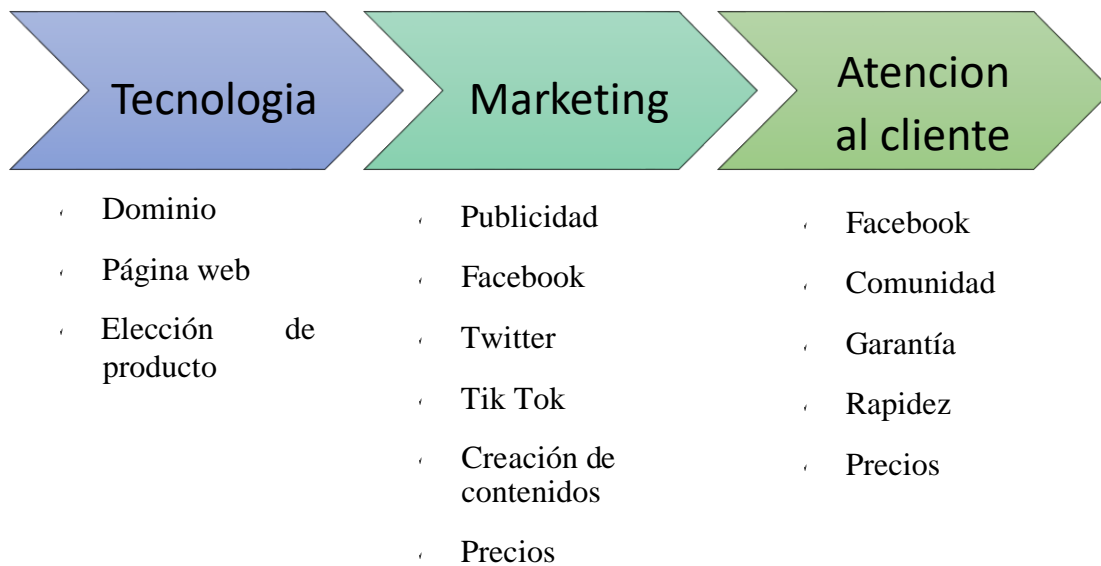 Tecnologia
Marketing
Atencion
al cliente
Dominio
Página web
Elección de
producto
Publicidad
Facebook
Twitter
Tik Tok
Creación de
contenidos
Precios
Facebook
Comunidad
Garantía
Rapidez
Precios